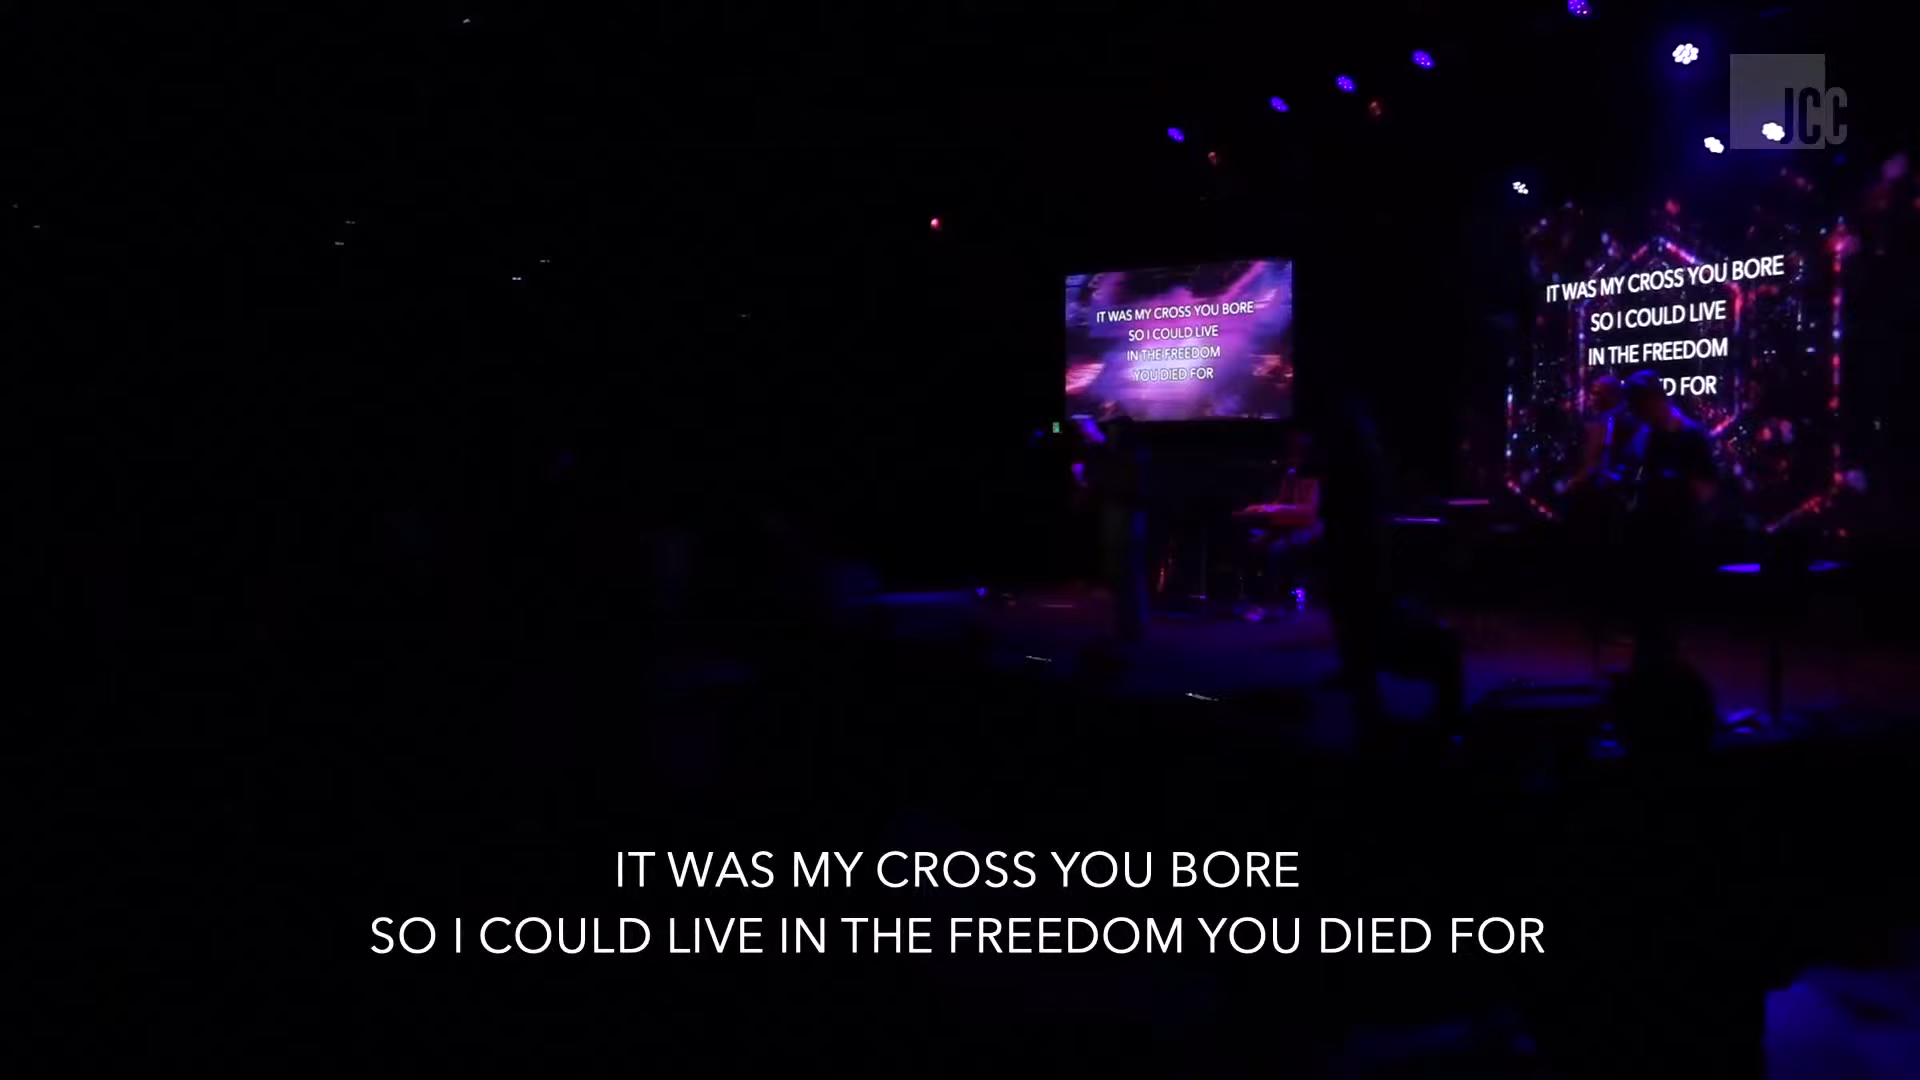 JCC
IT WAS MY CROSS YOU BORE
SO I COULD LIVE
IN THE FREEDOM
YOU DIED FOR
IT WAS MY CROSS YOU BORE
SO I COULD LIVE
IN THE FREEDOM
D FOR
IT WAS MY CROSS YOU BORE
SO I COULD LIVE IN THE FREEDOM YOU DIED FOR